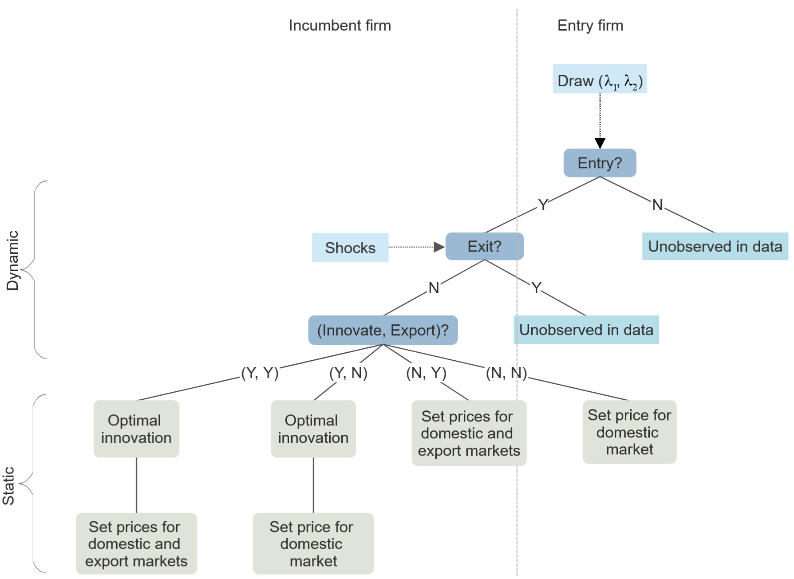 Incumbent firm
Entry firm
Draw (λ₁, λ₂)
Entry?
Y
N
Dynamic
Shocks
Exit?
Unobserved in data
N
Y
(Innovate, Export)?
Unobserved in data
(Y, Y)
(Y, N)
(N, Y)
(N, N)
Static
Optimal
innovation
Optimal
innovation
Set prices for
domestic and
export markets
Set price for
domestic
market
Set prices for
domestic and
export markets
Set price for
domestic
market